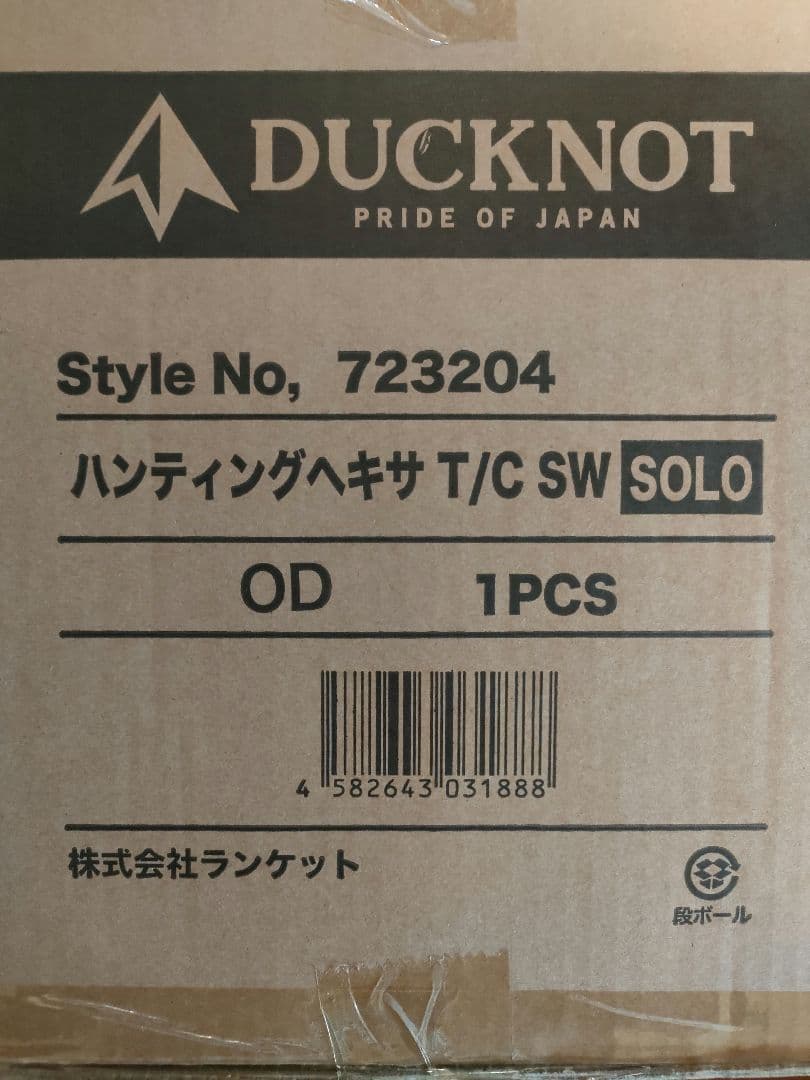 DUCKNOT
PRIDE OF JAPAN
Style No, 723204
ハンティングヘキサ T/C SW SOLO
OD 1PCS
4 582643 031888
株式会社ランケット
段ボール